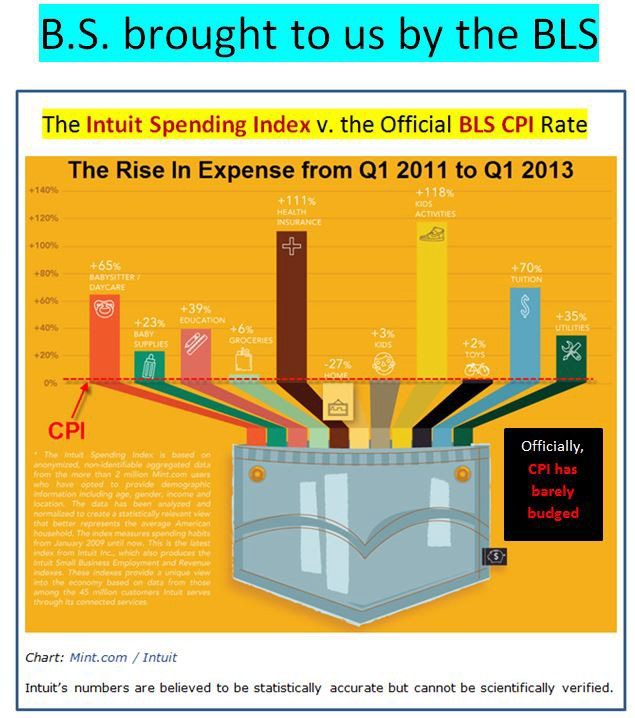 B.S. brought to us by the BLS
The Intuit Spending Index v. the Official BLS CPI Rate
The Rise In Expense from Q1 2011 to Q1 2013
+140%
+120%
+100%
+80%
+60%
+40%
+20%
0%
+65%
BABYSITTER /
DAYCARE
+23%
BABY
SUPPLIES
+39%
EDUCATION
+6%
GROCERIES
+111%
HEALTH
INSURANCE
-27%
HOME
+3%
KIDS
+118%
KIDS
ACTIVITIES
+2%
TOYS
+70%
TUITION
$
+35%
UTILITIES
CPI
Officially,
CPI has
barely
budged
* The Intuit Spending Index is based on
anonymized, non-identifiable aggregated data
from the more than 2 million Mint.com users
who have opted to provide demographic
information including age, gender, income and
location. The data has been analyzed and
normalized to create a statistically relevant view
that better represents the average American
household. The index measures spending habits
from January 2009 until now. This is the latest
index from Intuit Inc., which also produces the
Intuit Small Business Employment and Revenue
indexes. These indexes provide a unique view
into the economy based on data from those
among the 45 million customers Intuit serves
through its connected services.
$
Chart: Mint.com / Intuit
Intuit's numbers are believed to be statistically accurate but cannot be scientifically verified.